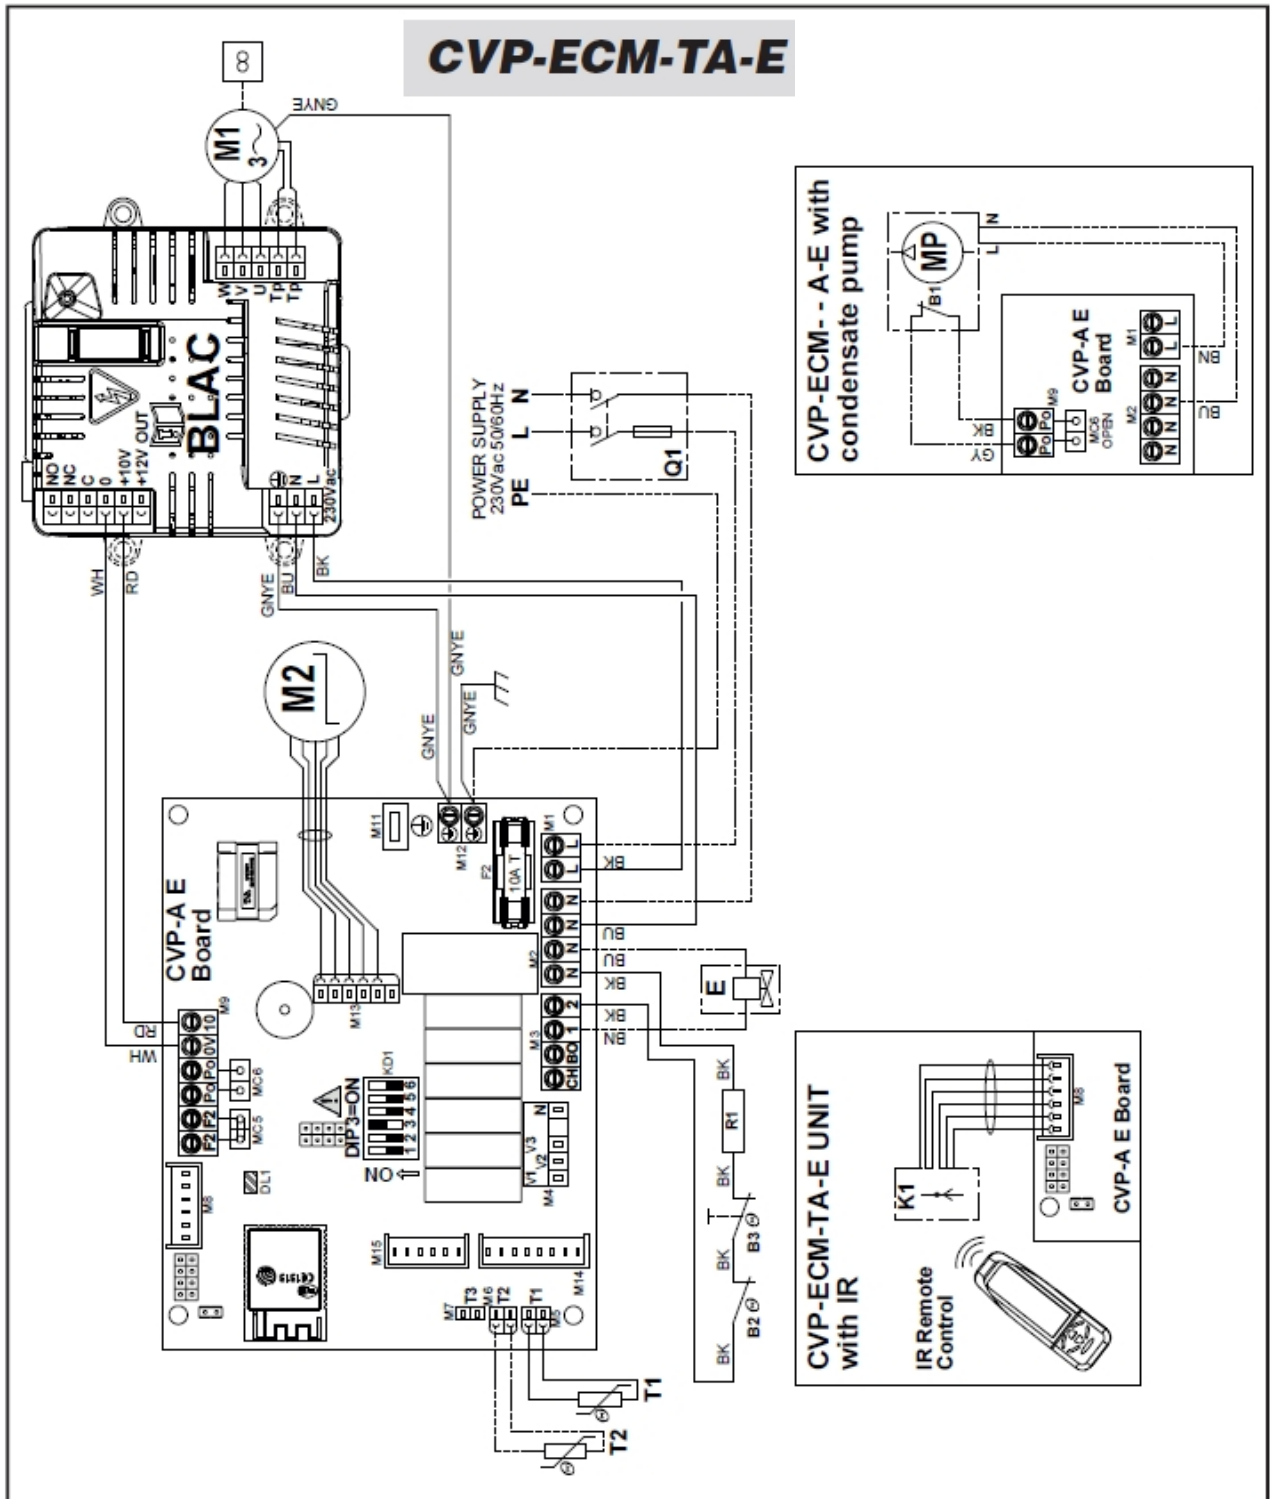 CVP-ECM-TA-E
8
M1
3
GNYE
W
V
U
Tp
Tp
BLAC
NO
NC
C
0
+10V
+12V OUT
N
L
230Vac
WH
RD
GNYE
BU
BK
POWER SUPPLY
230Vac 50/60Hz
PE
L
N
Q1
M2
GNYE
GNYE
GNYE
CVP-A E
Board
M11
M12
F2
10A T
M1
L
L
BK
N
N
N
N
M2
BU
BU
BK
2
1
BO
CH
M3
BK
BN
E
M13
RD
WH
M9
10
0V
Po
Po
F2
F2
MC6
MC5
KD1
DIP3=ON
1 2 3 4 5 6
ON
N
V3
V2
V1
M4
DL1
M8
M15
M14
M7
T3
M6
T2
T1
M5
BK
R1
BK
B3
BK
B2
BK
T1
T2
CVP-ECM- - A-E with
condensate pump
MP
N
L
B1
CVP-A E
Board
M1
L
L
BN
M2
N
N
N
N
BU
BK
GY
M9
Po
Po
MC6
OPEN
CVP-ECM-TA-E UNIT
with IR
K1
M8
CVP-A E Board
IR Remote
Control